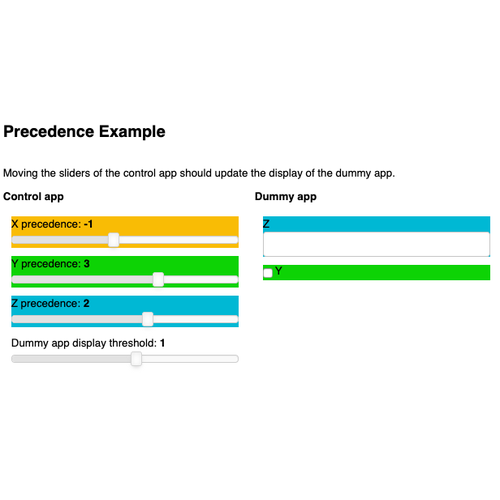 Precedence Example
Moving the sliders of the control app should update the display of the dummy app.
Control app
X precedence: -1
Y precedence: 3
Z precedence: 2
Dummy app display threshold: 1
Dummy app
Z
Y